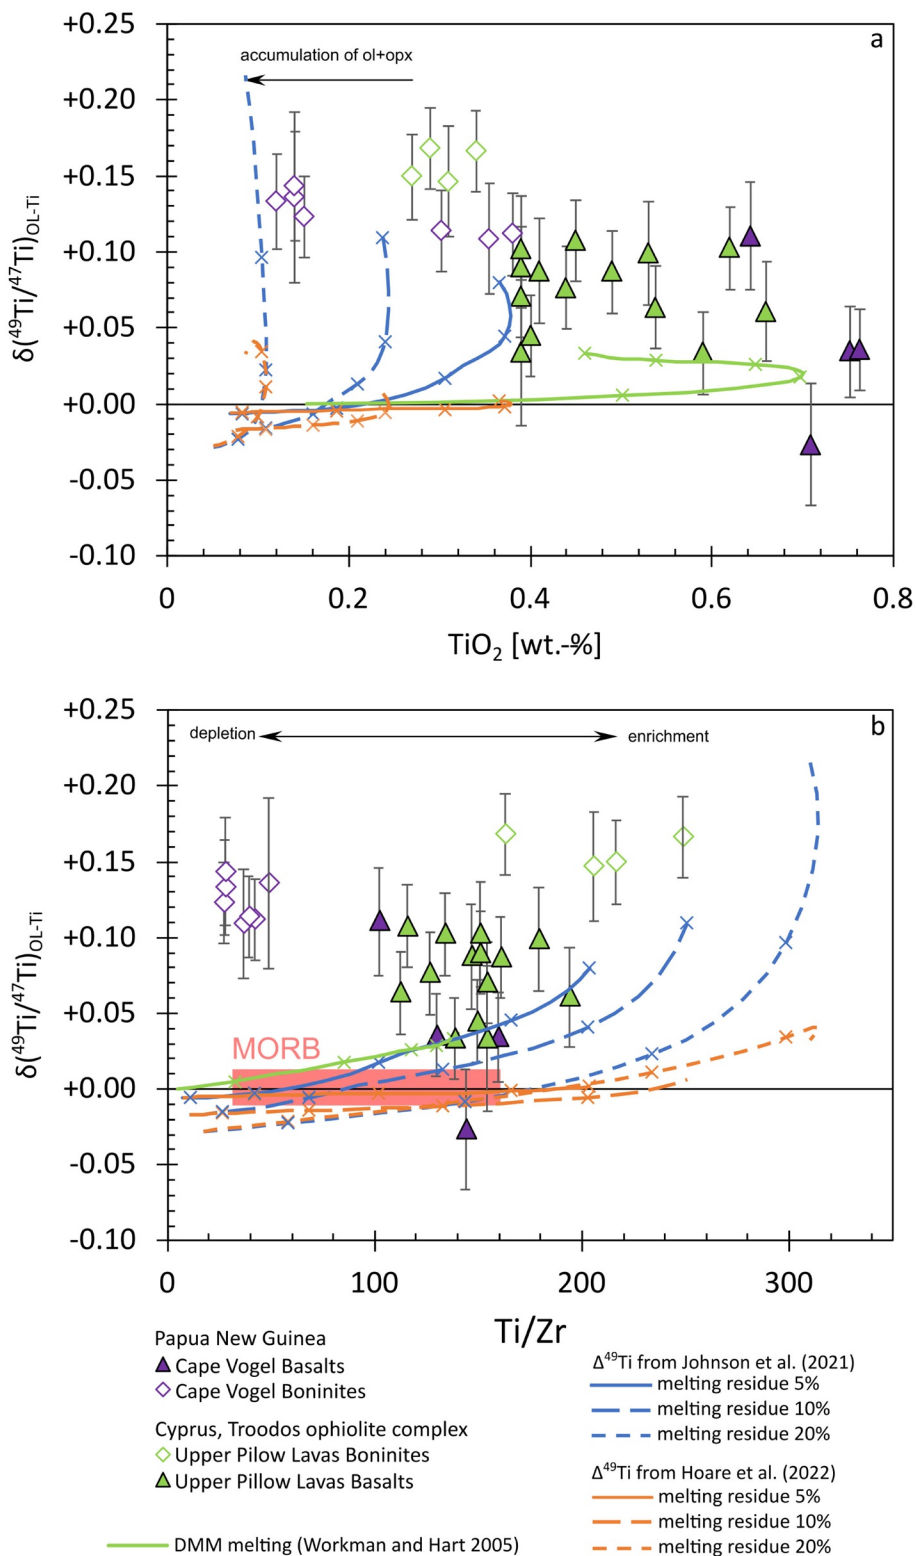 a
+0.25
accumulation of ol+opx
+0.20
+0.15
+0.10
+0.05
+0.00
-0.05
-0.10
δ(⁴⁹Ti/⁴⁷Ti)OL-Ti
0 0.2 0.4 0.6 0.8
TiO₂ [wt.-%]
b
+0.25
depletion enrichment
+0.20
+0.15
+0.10
+0.05
MORB
+0.00
-0.05
-0.10
δ(⁴⁹Ti/⁴⁷Ti)OL-Ti
0 100 200 300
Ti/Zr
Papua New Guinea
Cape Vogel Basalts
Cape Vogel Boninites
Cyprus, Troodos ophiolite complex
Upper Pilow Lavas Boninites
Upper Pillow Lavas Basalts
DMM melting (Workman and Hart 2005)
Δ⁴⁹Ti from Johnson et al. (2021)
melting residue 5%
melting residue 10%
melting residue 20%
Δ⁴⁹Ti from Hoare et al. (2022)
melting residue 5%
melting residue 10%
melting residue 20%